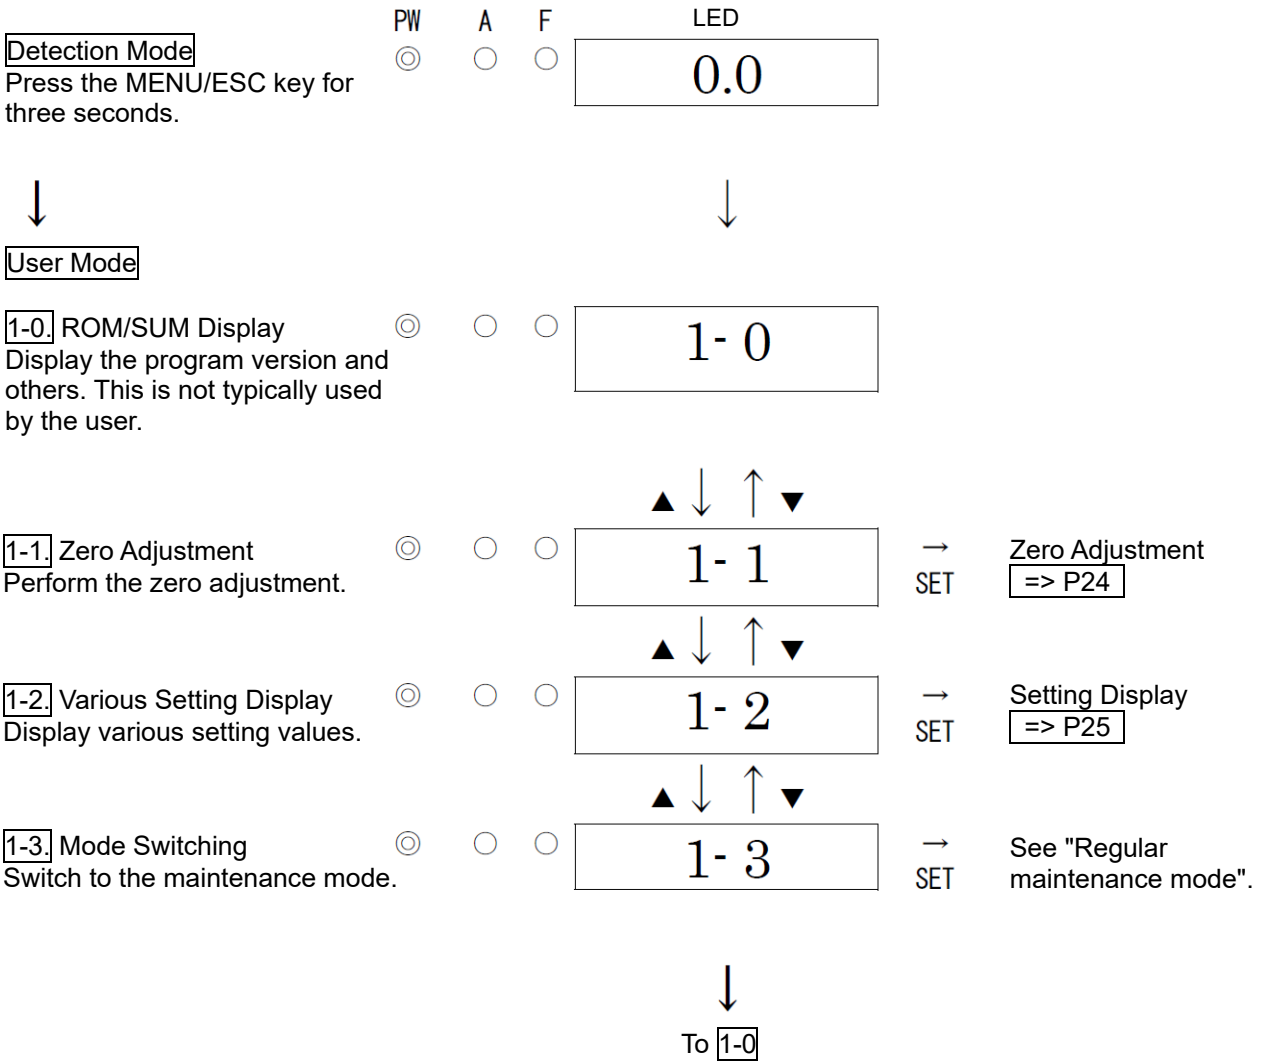 PW A F LED
Detection Mode
◎ ○ ○ 0.0
Press the MENU/ESC key for
three seconds.
↓ ↓
User Mode
1-0. ROM/SUM Display ◎ ○ ○ 1- 0
Display the program version and
others. This is not typically used
by the user.
▲ ↓ ↑ ▼
1-1. Zero Adjustment ◎ ○ ○ 1- 1 → Zero Adjustment
Perform the zero adjustment. SET => P24
▲ ↓ ↑ ▼
1-2. Various Setting Display ◎ ○ ○ 1- 2 → Setting Display
Display various setting values. SET => P25
▲ ↓ ↑ ▼
1-3. Mode Switching ◎ ○ ○ 1- 3 → See "Regular
Switch to the maintenance mode. SET maintenance mode".
↓
To 1-0